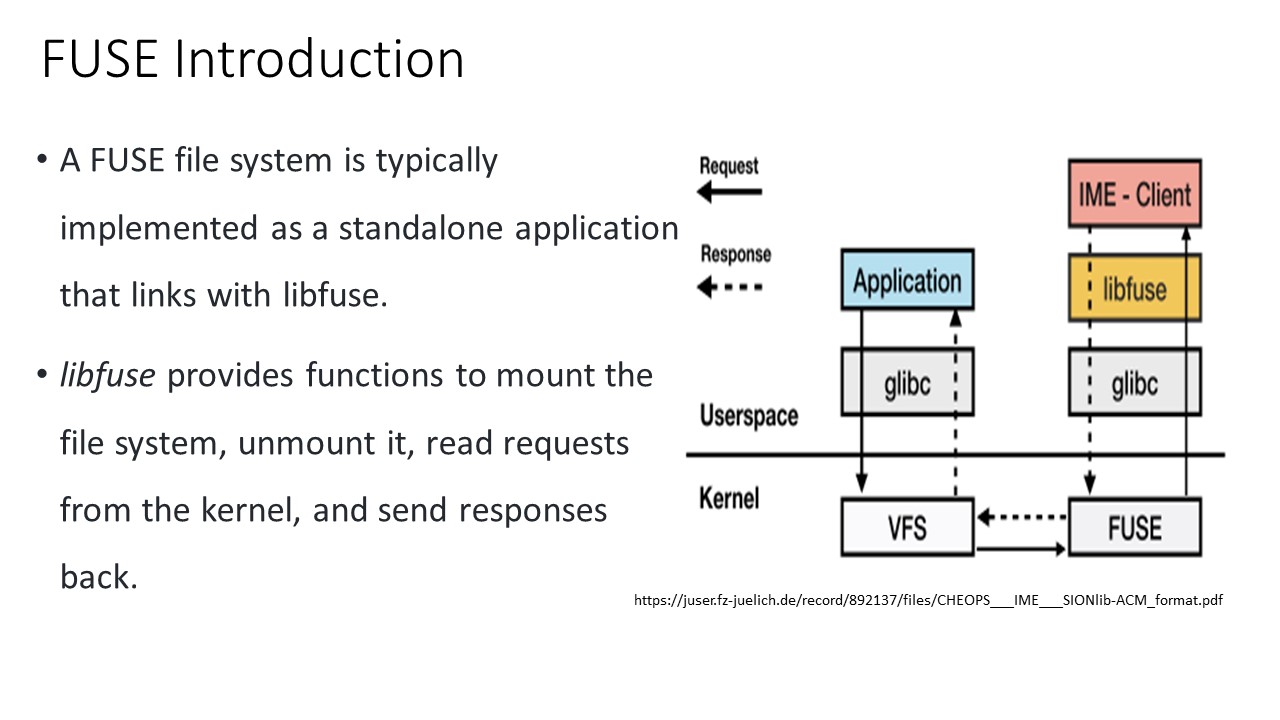 FUSE Introduction
• A FUSE file system is typically
implemented as a standalone application
that links with libfuse.
• libfuse provides functions to mount the
file system, unmount it, read requests
from the kernel, and send responses
back.
Request
Response
Application
glibc
IME - Client
libfuse
glibc
Userspace
Kernel
VFS
FUSE
https://juser.fz-juelich.de/record/892137/files/CHEOPS___IME___SIONlib-ACM_format.pdf